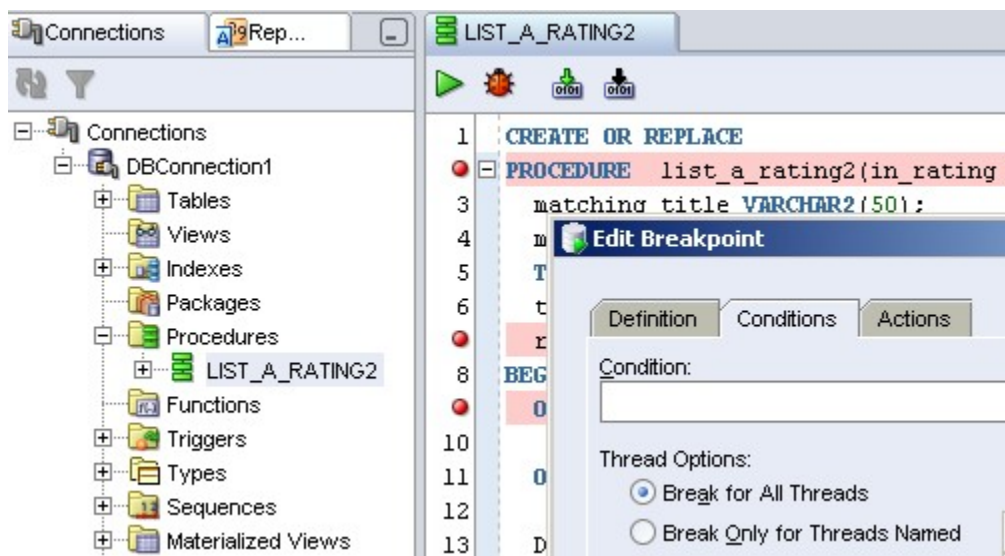 Connections
Rep...
LIST_A_RATING2
Connections
DBConnection1
Tables
Views
Indexes
Packages
Procedures
LIST_A_RATING2
Functions
Triggers
Types
Sequences
Materialized Views
1 CREATE OR REPLACE
PROCEDURE list_a_rating2(in_rating
3 matching_title VARCHAR2(50);
4 m
5 T
6 t
r
8 BEG
O
10
11 O
12
13 D
Edit Breakpoint
Definition Conditions Actions
Condition:
Thread Options:
Break for All Threads
Break Only for Threads Named